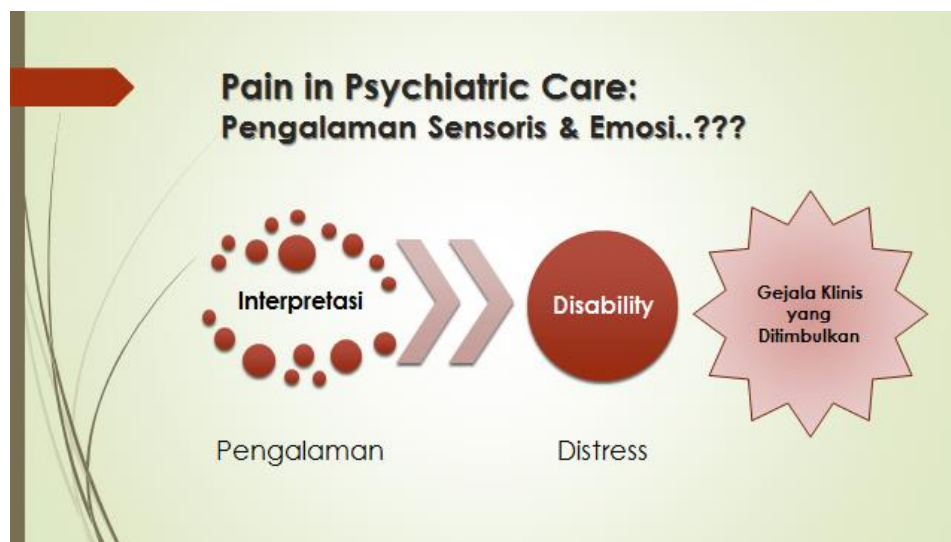 Pain in Psychiatric Care:
Pengalaman Sensoris & Emosi..???
Interpretasi
Disability
Gejala Klinis
yang
Ditimbulkan
Pengalaman
Distress